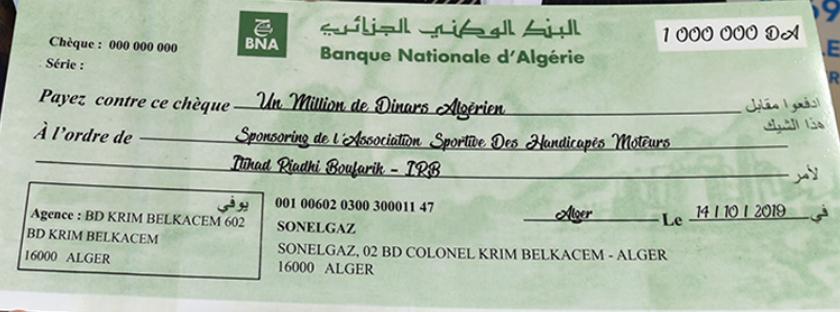 البنك الوطني الجزائري
BNA
Banque Nationale d'Algérie
1 000 000 DA
Chèque : 000 000 000
Série :
Payez contre ce chèque Un Million de Dinars Algérien ادفعوا مقابل
هذا الشيك
À l'ordre de Sponsoring de l'Association Sportive Des Handicapés Moteurs
Ittihad Riadhi Boufarik - IRB لأمر
يوفي
Agence : BD KRIM BELKACEM 602
BD KRIM BELKACEM
16000 ALGER
001 00602 0300 300011 47
SONELGAZ
SONELGAZ, 02 BD COLONEL KRIM BELKACEM - ALGER
16000 ALGER
Alger Le 14 / 10 / 2019 في